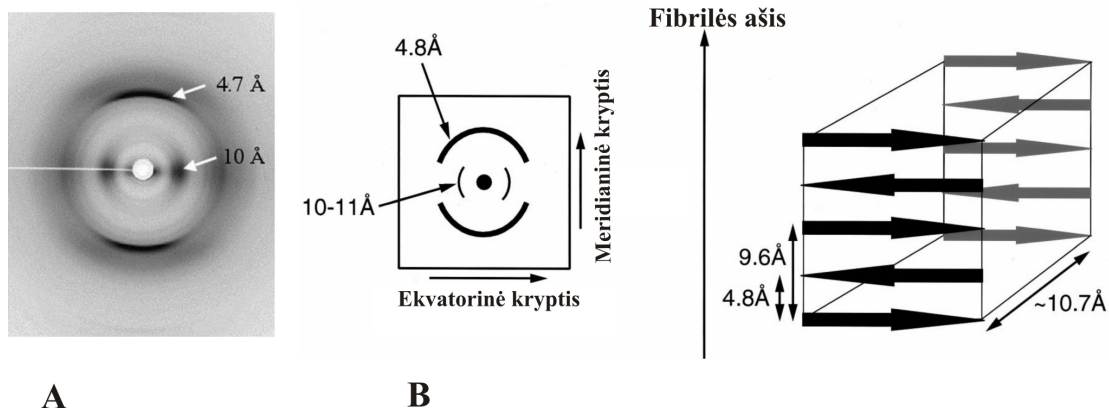 4.7 Å
10 Å
A
4.8Å
10-11Å
Meridianinė kryptis
Ekvatorinė kryptis
B
Fibrilės ašis
9.6Å
4.8Å
~10.7Å